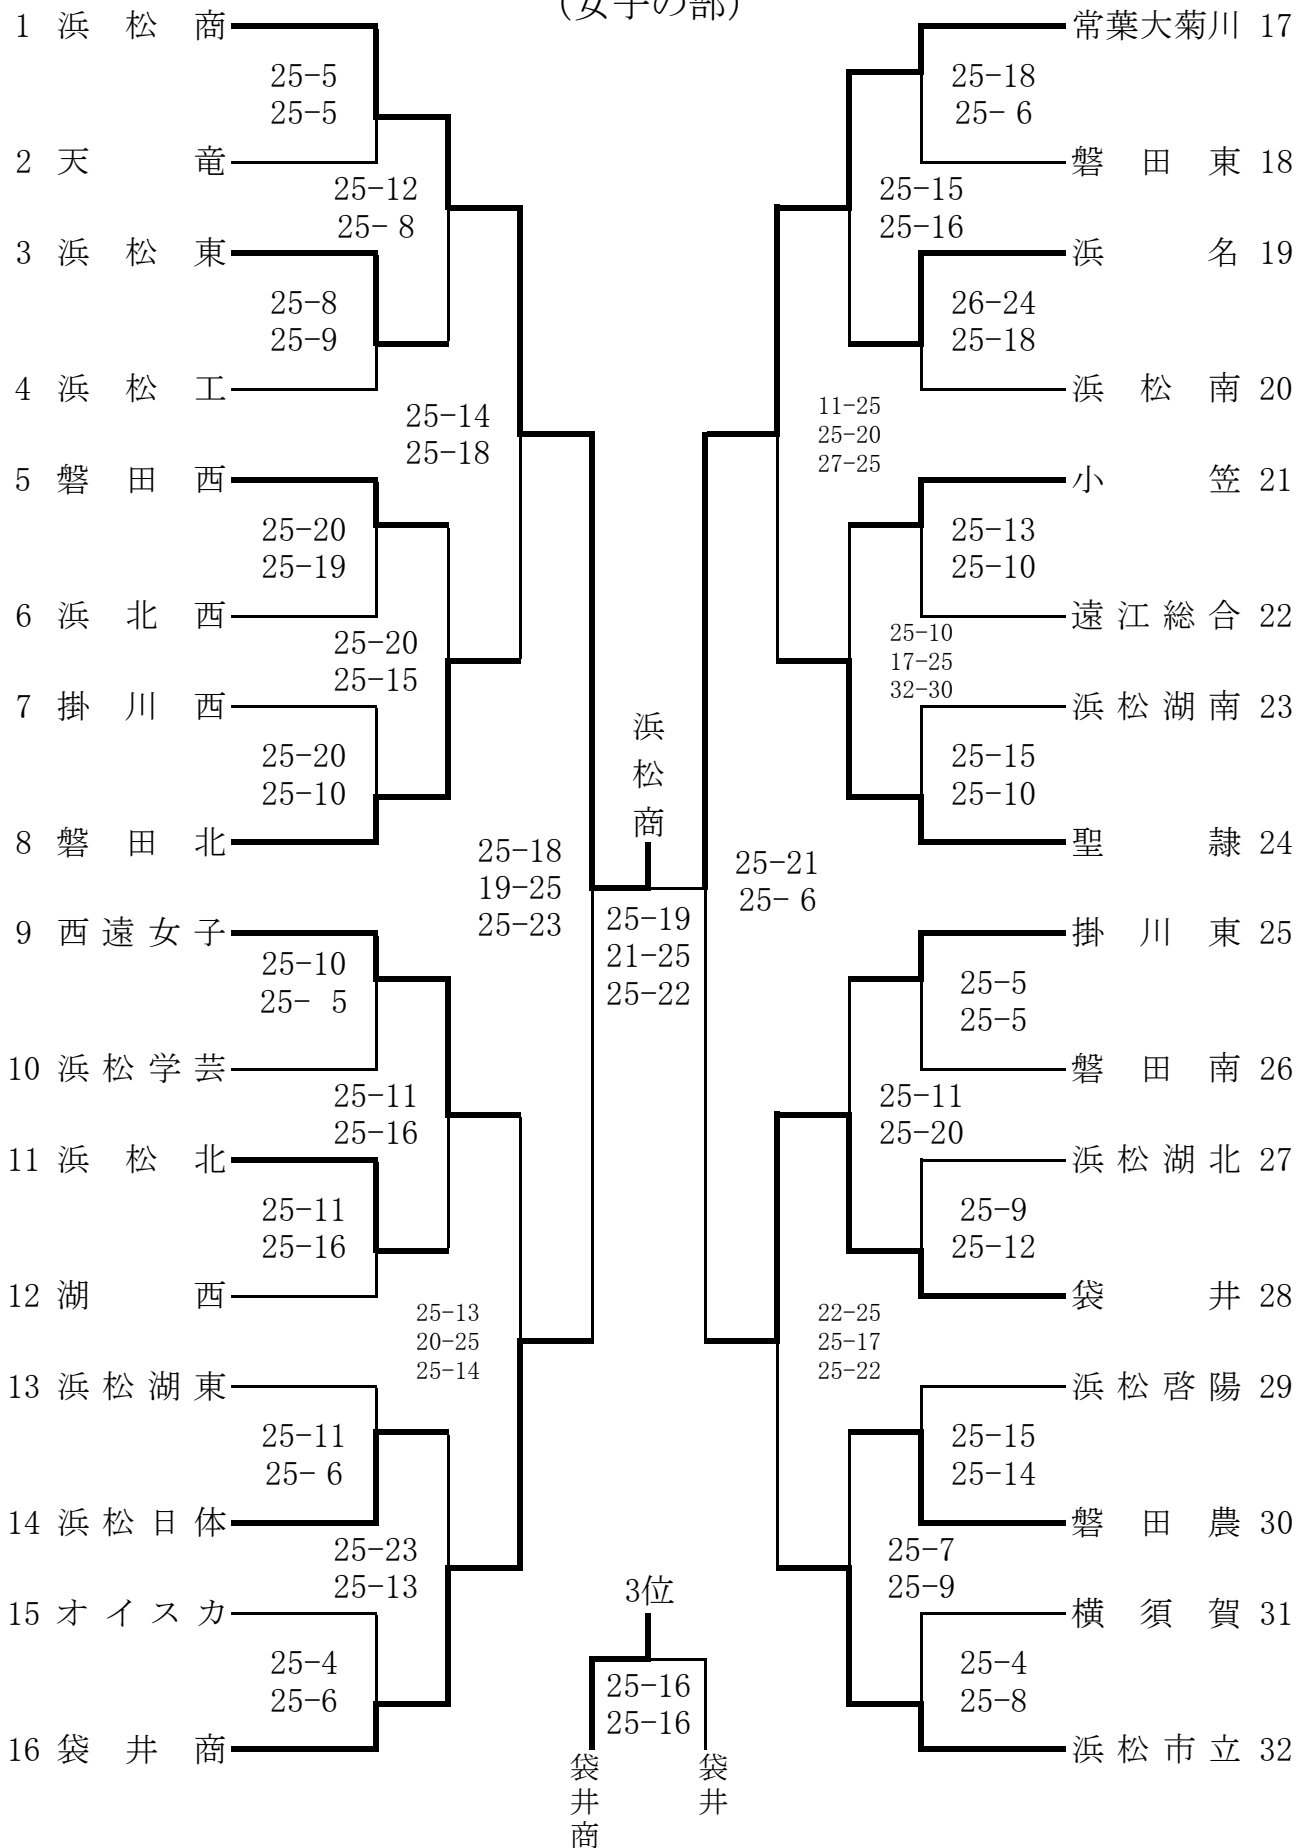 (女子の部)
1 浜松商
25-5
25-5
2 天竜
25-12
25- 8
3 浜松東
25-8
25-9
4 浜松工
25-14
25-18
5 磐田西
25-20
25-19
6 浜北西
25-20
25-15
7 掛川西
25-20
25-10
8 磐田北
25-18
19-25
25-23
9 西遠女子
25-10
25- 5
10 浜松学芸
25-11
25-16
11 浜松北
25-11
25-16
12 湖西
25-13
20-25
25-14
13 浜松湖東
25-11
25- 6
14 浜松日体
25-23
25-13
15 オイスカ
25-4
25-6
16 袋井商
浜松商
25-19
21-25
25-22
3位
25-16
25-16
袋井商
袋井
常葉大菊川 17
25-18
25- 6
磐田東 18
25-15
25-16
浜名 19
26-24
25-18
浜松南 20
11-25
25-20
27-25
小笠 21
25-13
25-10
遠江総合 22
25-10
17-25
32-30
浜松湖南 23
25-15
25-10
聖隷 24
25-21
25- 6
掛川東 25
25-5
25-5
磐田南 26
25-11
25-20
浜松湖北 27
25-9
25-12
袋井 28
22-25
25-17
25-22
浜松啓陽 29
25-15
25-14
磐田農 30
25-7
25-9
横須賀 31
25-4
25-8
浜松市立 32